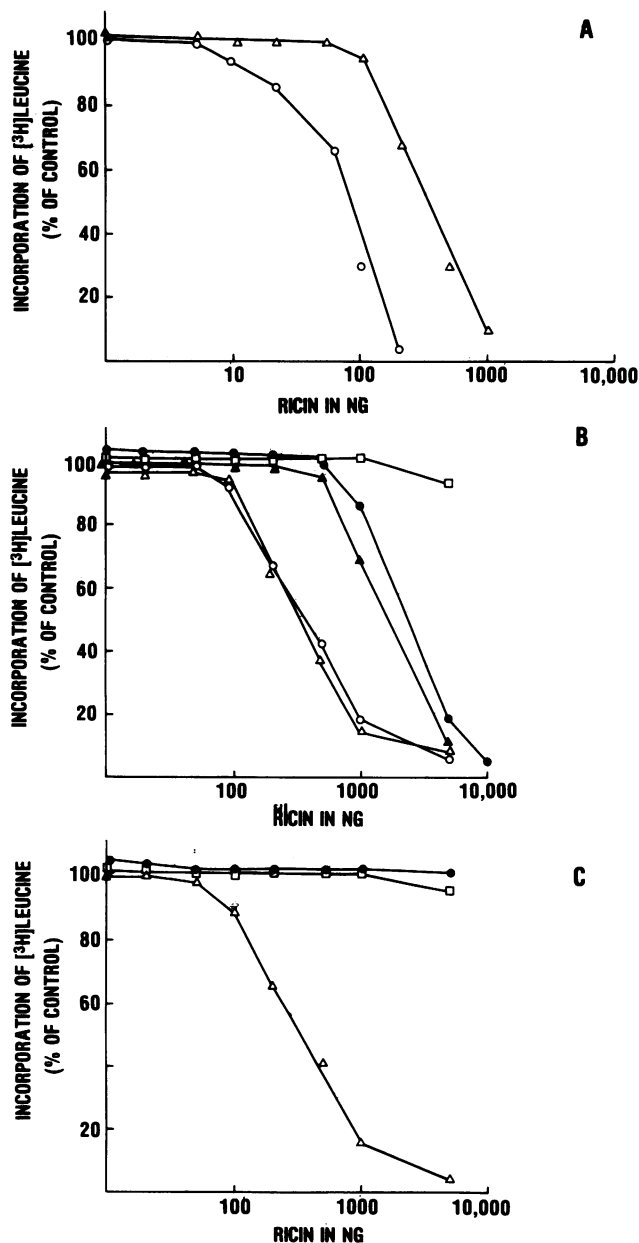 A
INCORPORATION OF [³H]LEUCINE
(% OF CONTROL)
100
80
60
40
20
10
100
1000
10,000
RICIN IN NG
B
INCORPORATION OF [³H]LEUCINE
(% OF CONTROL)
100
80
60
40
20
100
1000
10,000
RICIN IN NG
C
INCORPORATION OF [³H]LEUCINE
(% OF CONTROL)
100
80
60
20
100
1000
10,000
RICIN IN NG